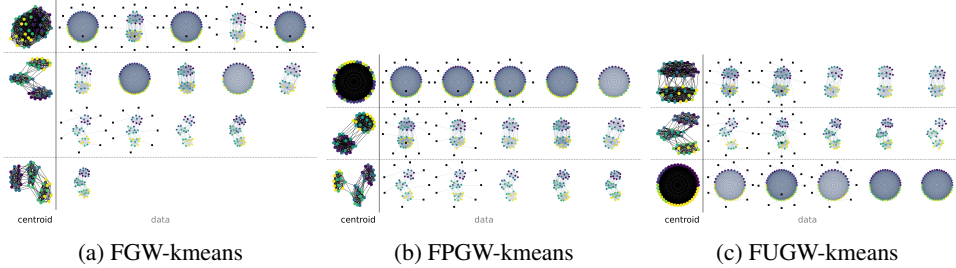 centroid data
centroid data
centroid data
(a) FGW-kmeans
(b) FPGW-kmeans
(c) FUGW-kmeans